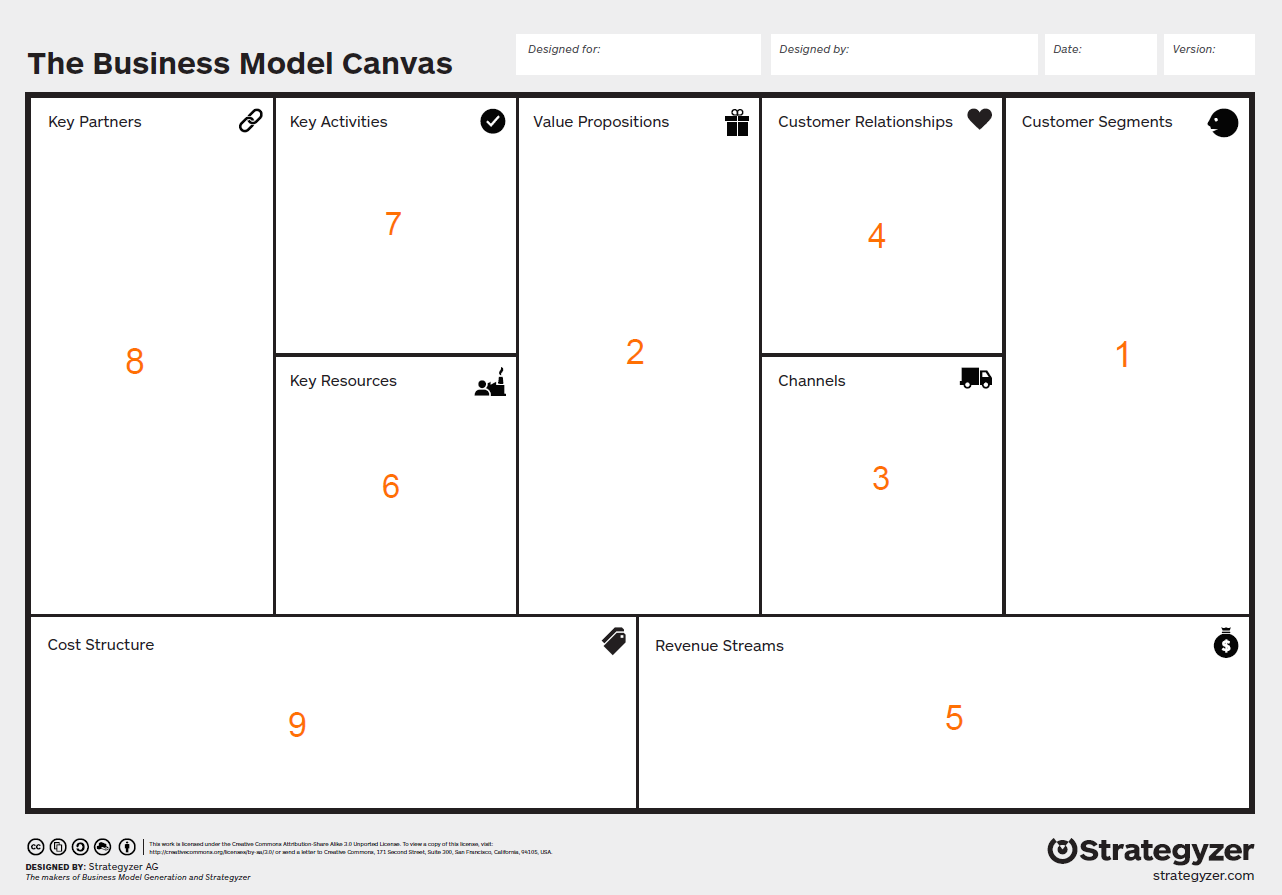 The Business Model Canvas
Designed for:
Designed by:
Date:
Version:
Key Partners
8
Key Activities
7
Key Resources
6
Value Propositions
2
Customer Relationships
4
Channels
3
Customer Segments
1
Cost Structure
9
Revenue Streams
$
5
cc
This work is licensed under the Creative Commons Attribution-Share Alike 3.0 Unported License. To view a copy of this license, visit:
http://creativecommons.org/licenses/by-sa/3.0/ or send a letter to Creative Commons, 171 Second Street, Suite 300, San Francisco, California, 94105, USA.
DESIGNED BY: Strategyzer AG
The makers of Business Model Generation and Strategyzer
Strategyzer
strategyzer.com